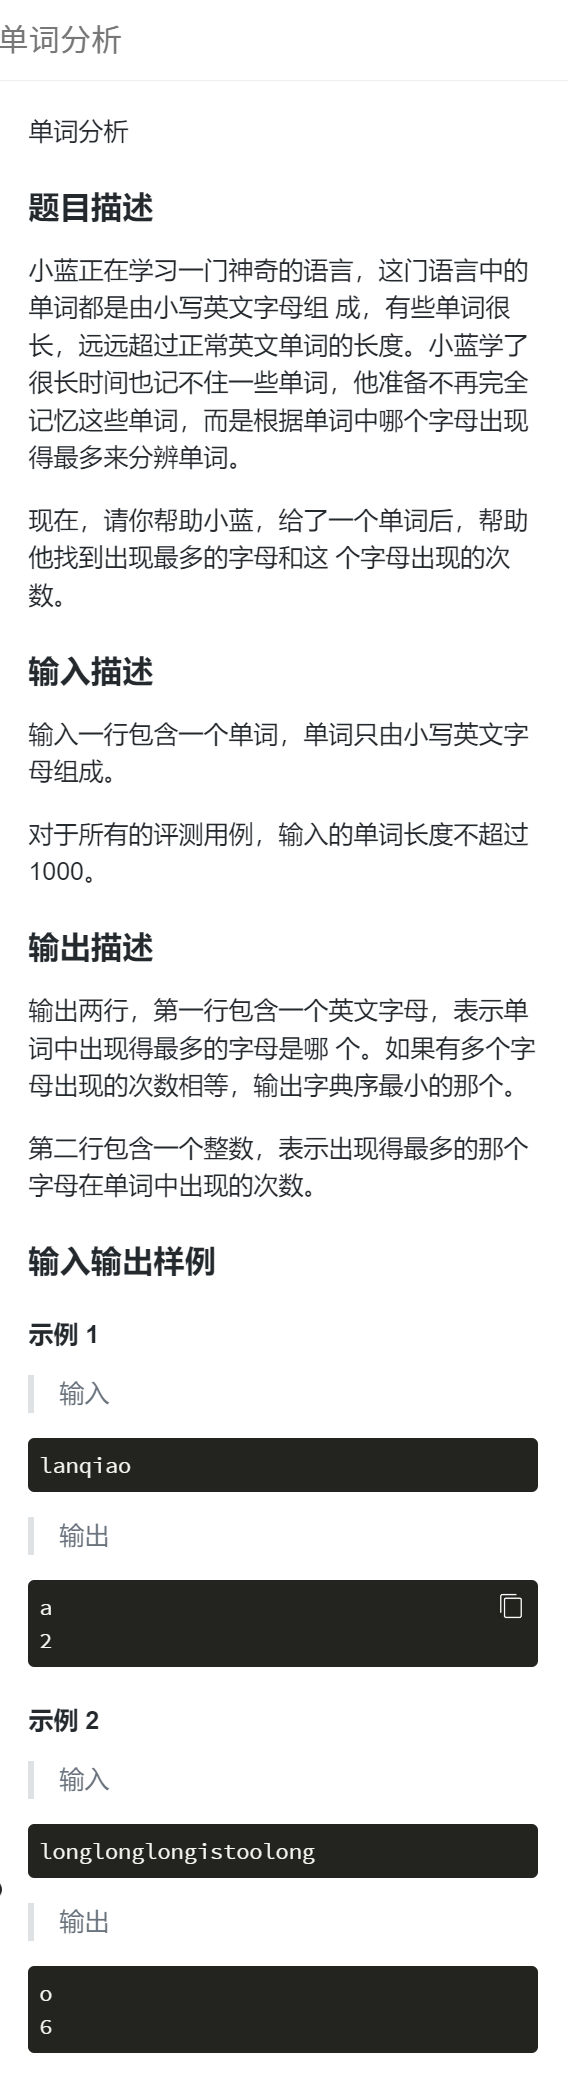 单词分析
单词分析
题目描述
小蓝正在学习一门神奇的语言，这门语言中的
单词都是由小写英文字母组 成，有些单词很
长，远远超过正常英文单词的长度。小蓝学了
很长时间也记不住一些单词，他准备不再完全
记忆这些单词，而是根据单词中哪个字母出现
得最多来分辨单词。
现在，请你帮助小蓝，给了一个单词后，帮助
他找到出现最多的字母和这 个字母出现的次
数。
输入描述
输入一行包含一个单词，单词只由小写英文字
母组成。
对于所有的评测用例，输入的单词长度不超过
1000。
输出描述
输出两行，第一行包含一个英文字母，表示单
词中出现得最多的字母是哪 个。如果有多个字
母出现的次数相等，输出字典序最小的那个。
第二行包含一个整数，表示出现得最多的那个
字母在单词中出现的次数。
输入输出样例
示例 1
输入
lanqiao
输出
a
2
示例 2
输入
longlonglongistoolong
输出
o
6